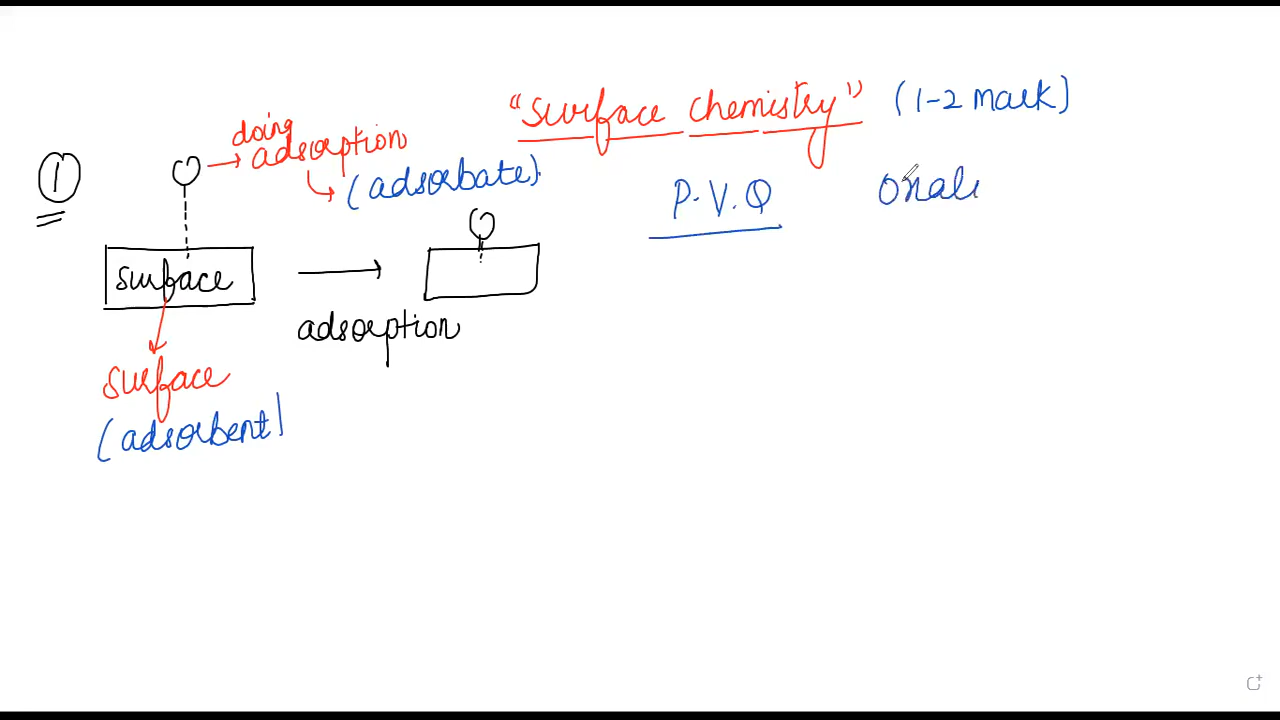 "Surface chemistry" (1-2 mark)
P.V.Q
1
doing
adsorption
(adsorbate).
surface
adsorption
surface
(adsorbent)